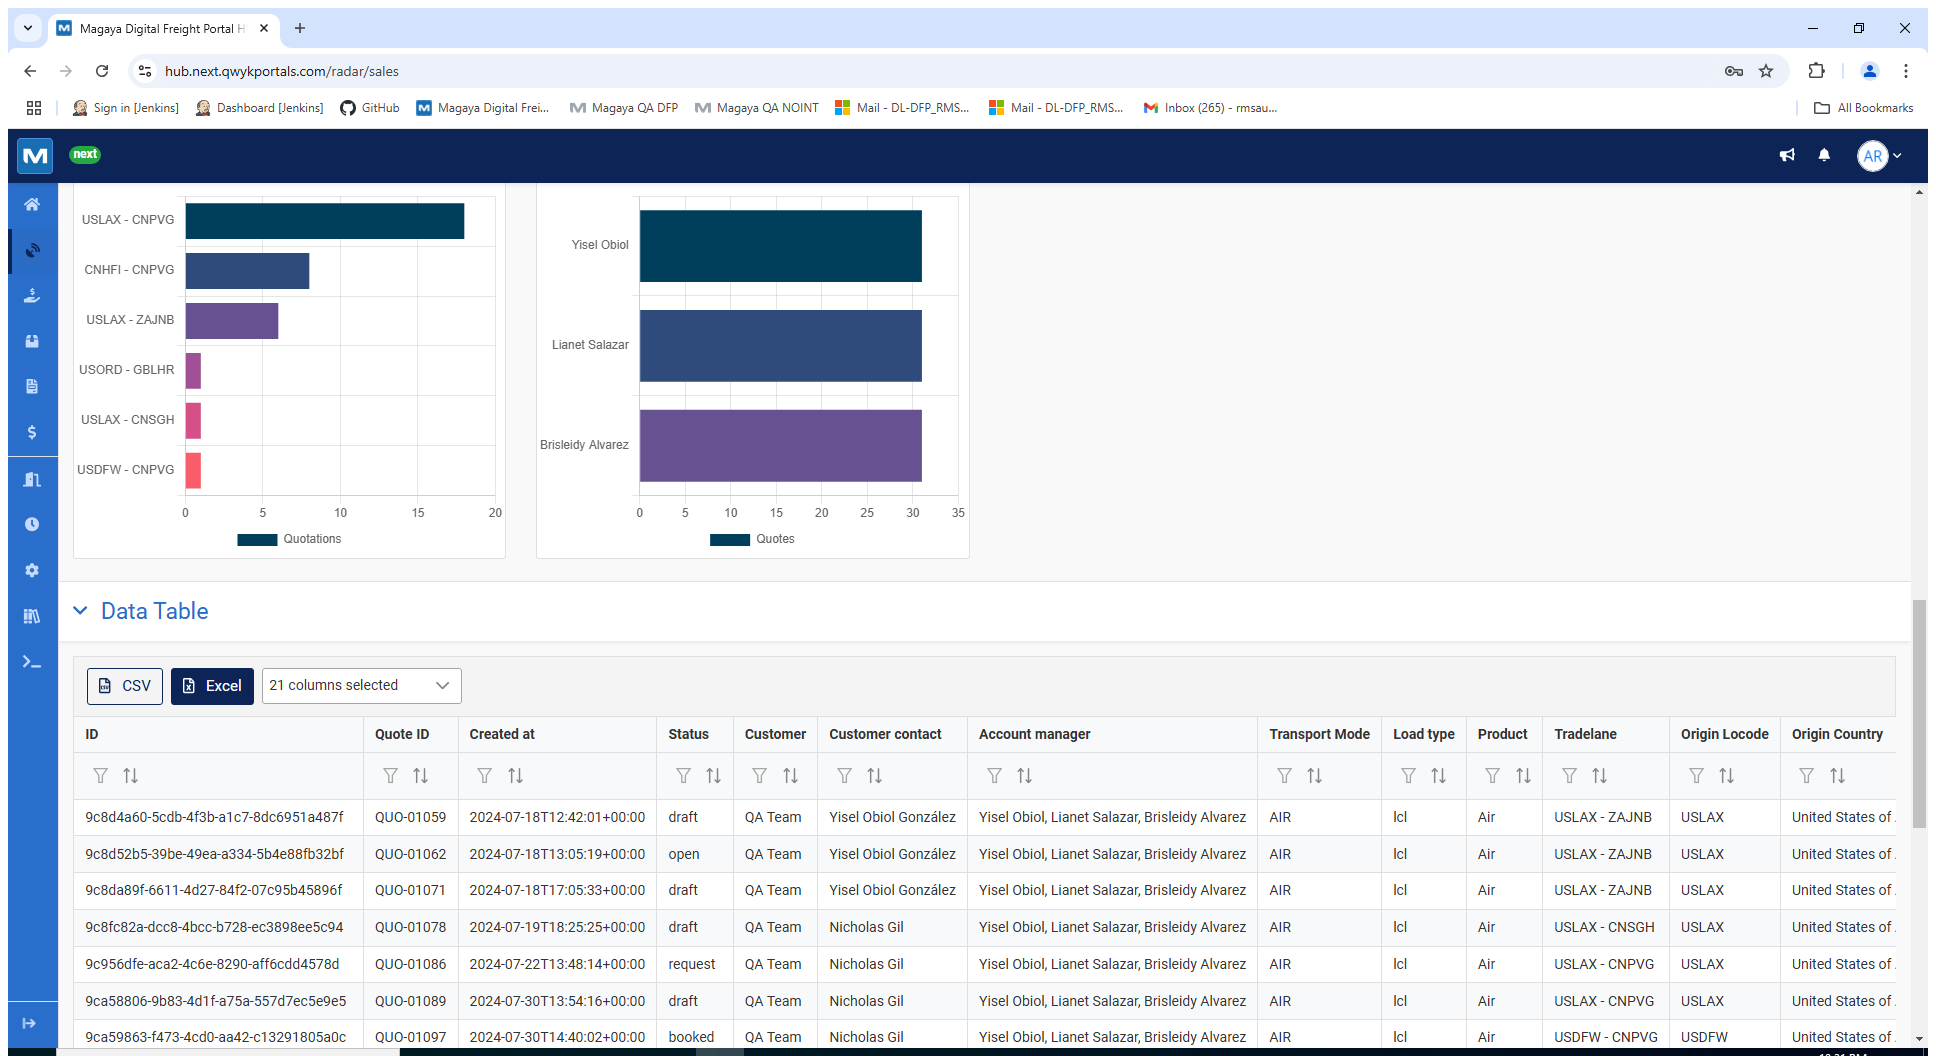 Magaya Digital Freight Portal H
hub.next.qwykportals.com/radar/sales
Sign in [Jenkins] Dashboard [Jenkins] GitHub Magaya Digital Frei... Magaya QA DFP Magaya QA NOINT Mail - DL-DFP_RMS... Mail - DL-DFP_RMS... Inbox (265) - rmsau... All Bookmarks
next AR
USLAX - CNPVG
CNHFI - CNPVG
USLAX - ZAJNB
USORD - GBLHR
USLAX - CNSGH
USDFW - CNPVG
0 5 10 15 20
Quotations
Yisel Obiol
Lianet Salazar
Brisleidy Alvarez
0 5 10 15 20 25 30 35
Quotes
Data Table
CSV Excel 21 columns selected
ID Quote ID Created at Status Customer Customer contact Account manager Transport Mode Load type Product Tradelane Origin Locode Origin Country
9c8d4a60-5cdb-4f3b-a1c7-8dc6951a487f QUO-01059 2024-07-18T12:42:01+00:00 draft QA Team Yisel Obiol González Yisel Obiol, Lianet Salazar, Brisleidy Alvarez AIR lcl Air USLAX - ZAJNB USLAX United States of
9c8d52b5-39be-49ea-a334-5b4e88fb32bf QUO-01062 2024-07-18T13:05:19+00:00 open QA Team Yisel Obiol González Yisel Obiol, Lianet Salazar, Brisleidy Alvarez AIR lcl Air USLAX - ZAJNB USLAX United States of
9c8da89f-6611-4d27-84f2-07c95b45896f QUO-01071 2024-07-18T17:05:33+00:00 draft QA Team Yisel Obiol González Yisel Obiol, Lianet Salazar, Brisleidy Alvarez AIR lcl Air USLAX - ZAJNB USLAX United States of
9c8fc82a-dcc8-4bcc-b728-ec3898ee5c94 QUO-01078 2024-07-19T18:25:25+00:00 draft QA Team Nicholas Gil Yisel Obiol, Lianet Salazar, Brisleidy Alvarez AIR lcl Air USLAX - CNSGH USLAX United States of
9c956dfe-aca2-4c6e-8290-aff6cdd4578d QUO-01086 2024-07-22T13:48:14+00:00 request QA Team Nicholas Gil Yisel Obiol, Lianet Salazar, Brisleidy Alvarez AIR lcl Air USLAX - CNPVG USLAX United States of
9ca58806-9b83-4d1f-a75a-557d7ec5e9e5 QUO-01089 2024-07-30T13:54:16+00:00 draft QA Team Nicholas Gil Yisel Obiol, Lianet Salazar, Brisleidy Alvarez AIR lcl Air USLAX - CNPVG USLAX United States of
9ca59863-f473-4cd0-aa42-c13291805a0c QUO-01097 2024-07-30T14:40:02+00:00 booked QA Team Nicholas Gil Yisel Obiol, Lianet Salazar, Brisleidy Alvarez AIR lcl Air USDFW - CNPVG USDFW United States of